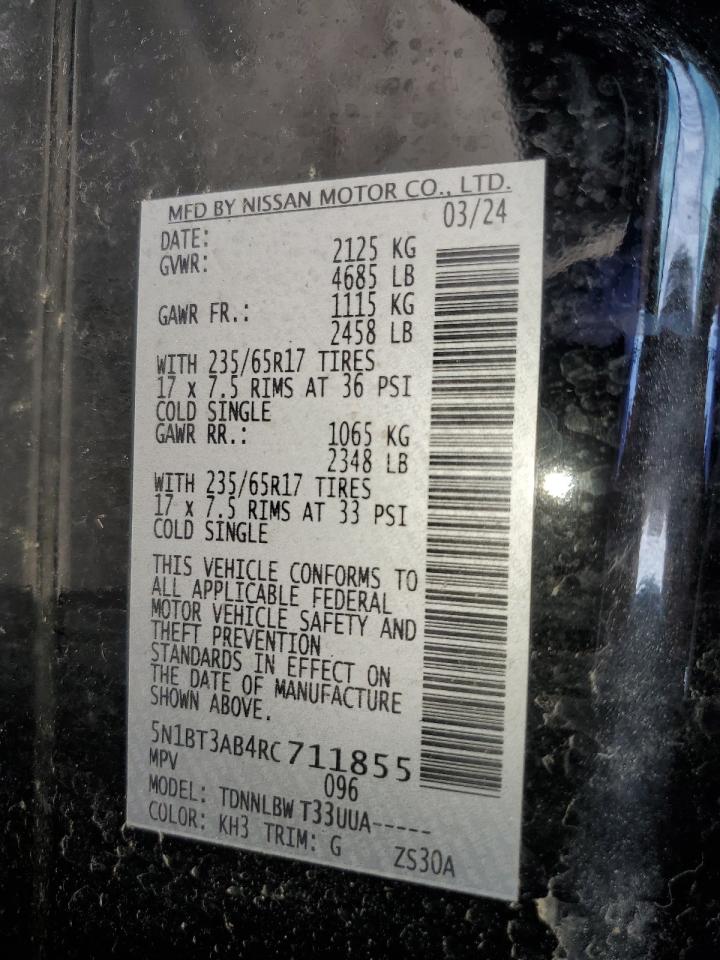 MFD BY NISSAN MOTOR CO., LTD.
DATE: 03/24
GVWR: 2125 KG
4685 LB
GAWR FR.: 1115 KG
2458 LB
WITH 235/65R17 TIRES
17 x 7.5 RIMS AT 36 PSI
COLD SINGLE
GAWR RR.: 1065 KG
2348 LB
WITH 235/65R17 TIRES
17 x 7.5 RIMS AT 33 PSI
COLD SINGLE
THIS VEHICLE CONFORMS TO
ALL APPLICABLE FEDERAL
MOTOR VEHICLE SAFETY AND
THEFT PREVENTION
STANDARDS IN EFFECT ON
THE DATE OF MANUFACTURE
SHOWN ABOVE.
5N1BT3AB4RC711855
MPV 096
MODEL: TDNNLBW T33UUA-----
COLOR: KH3 TRIM: G ZS30A